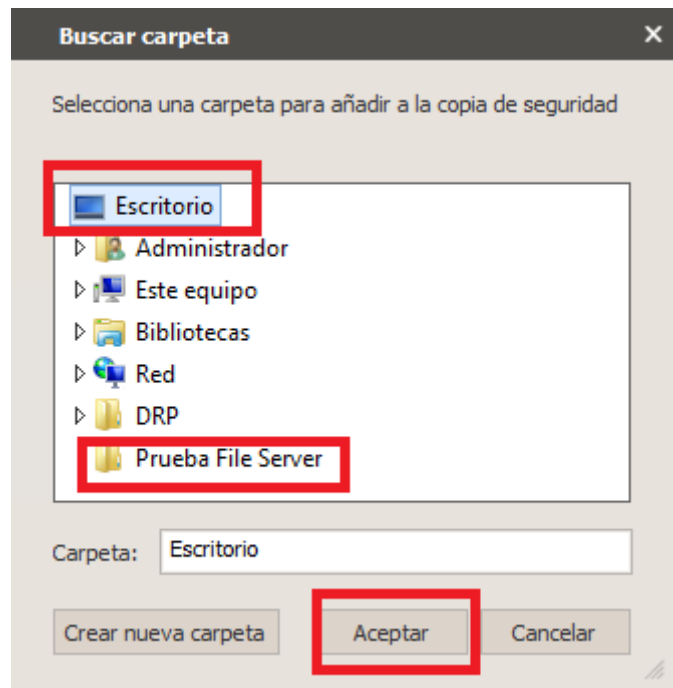 Buscar carpeta
Selecciona una carpeta para añadir a la copia de seguridad
Escritorio
Administrador
Este equipo
Bibliotecas
Red
DRP
Prueba File Server
Carpeta: Escritorio
Crear nueva carpeta Aceptar Cancelar